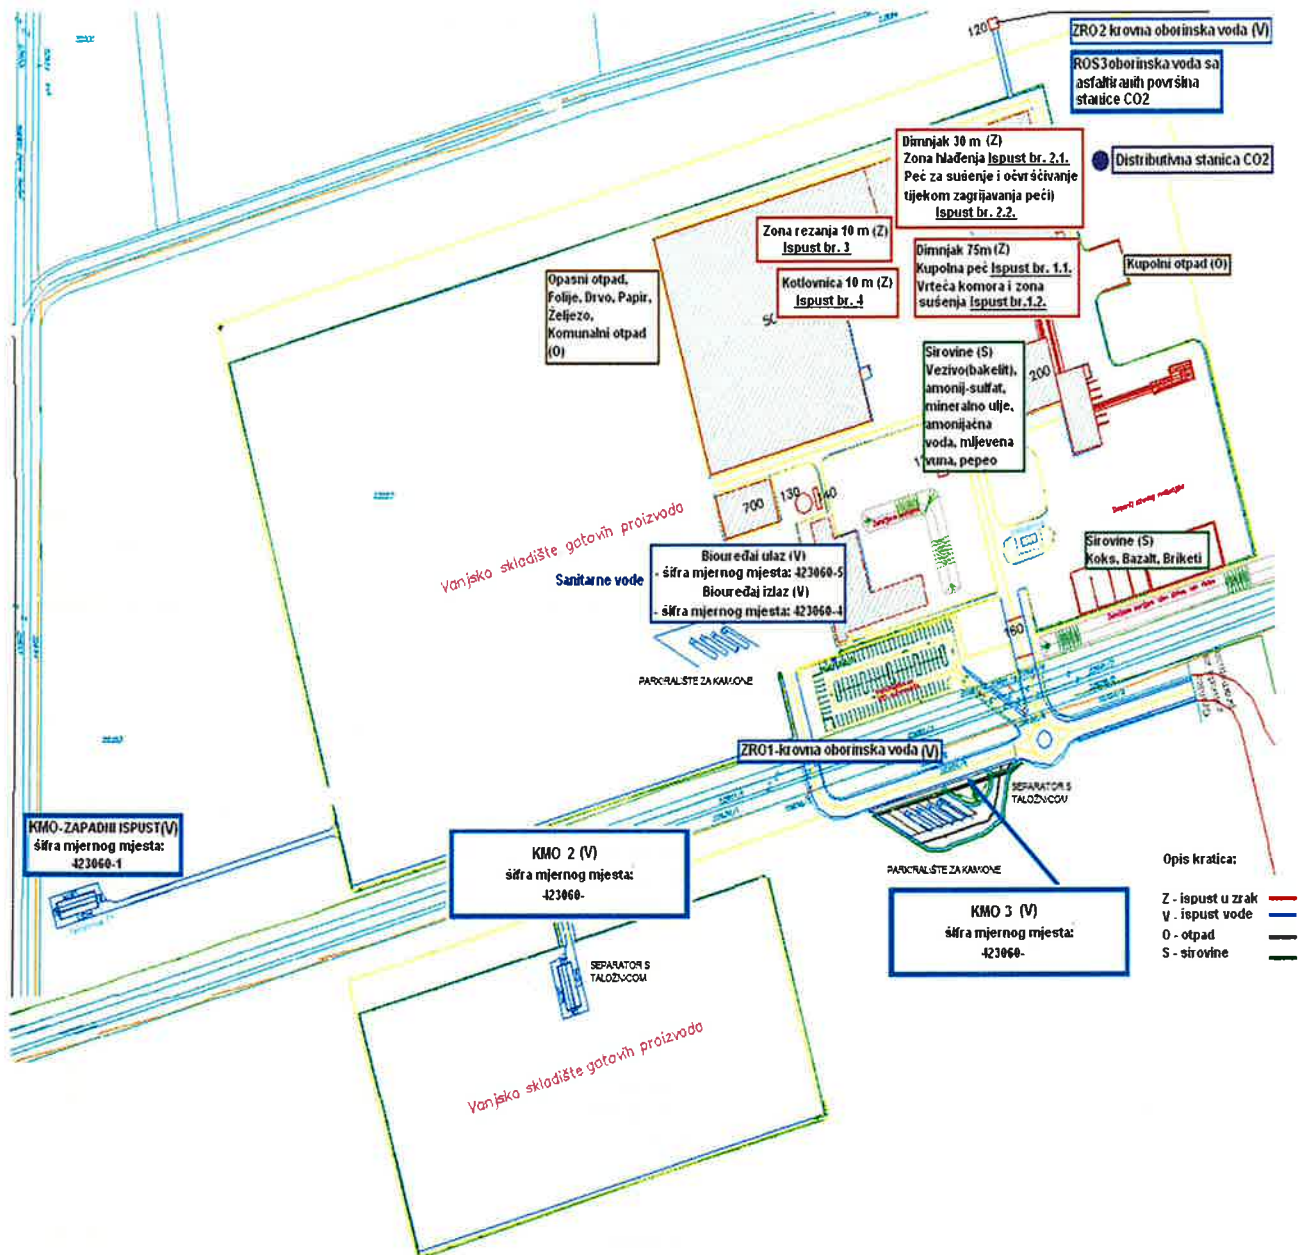 120
ZRO2 krovna oborinska voda (V)
ROS3oborinska voda sa
asfaltiranih površina
stanice CO2
Dimnjak 30 m (Z)
Zona hlađenja Ispust br. 2.1.
Peć za sušenje i očvršćivanje
tijekom zagrijavanja peći)
Ispust br. 2.2.
Distributivna stanica CO2
Zona rezanja 10 m (Z)
Ispust br. 3
Dimnjak 75m (Z)
Kupolna peć Ispust br. 1.1.
Vrteća komora i zona
sušenja Ispust br.1.2.
Kupolni otpad (O)
Kotlovnica 10 m (Z)
Ispust br. 4
Opasni otpad,
Folije, Drvo, Papir,
Željezo,
Komunalni otpad
(O)
Sirovine (S)
Vezivo(bakelit),
amonij-sulfat,
mineralno ulje,
amonijačna
voda, mljevena
vuna, pepeo
200
700
130
140
Vanjsko skladište gotovih proizvoda
Sanitarne vode
Biouređaj ulaz (V)
- šifra mjernog mjesta: 423060-5
Biouređaj izlaz (V)
- šifra mjernog mjesta: 423060-4
Sirovine (S)
Koks, Bazalt, Briketi
160
PARKIRALIŠTE ZA KAMIONE
ZRO1-krovna oborinska voda (V)
SEPARATOR S
TALOŽNICOM
PARKIRALIŠTE ZA KAMIONE
KMO-ZAPADNI ISPUST(V)
šifra mjernog mjesta:
423060-1
KMO 2 (V)
šifra mjernog mjesta:
423060-
KMO 3 (V)
šifra mjernog mjesta:
423060-
Opis kratica:
Z - ispust u zrak
V - ispust vode
O - otpad
S - sirovine
SEPARATOR S
TALOŽNICOM
Vanjsko skladište gotovih proizvoda